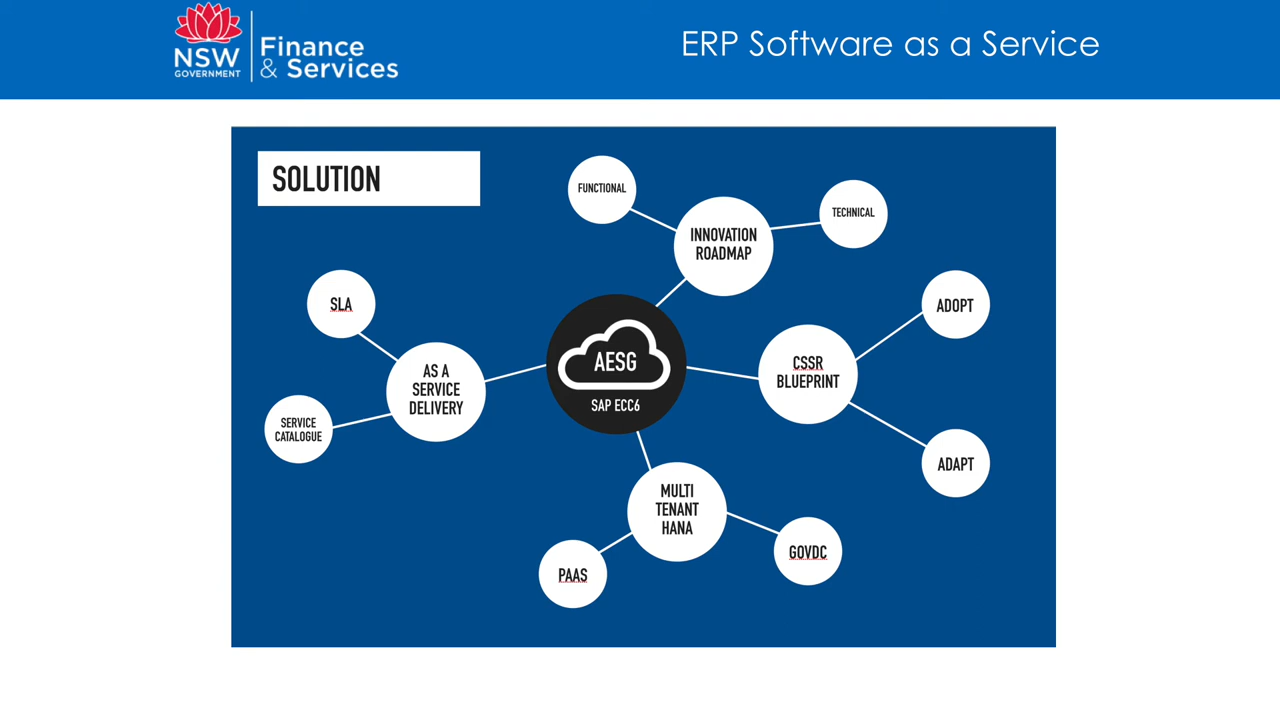 NSW
GOVERNMENT
Finance
& Services
ERP Software as a Service
SOLUTION
FUNCTIONAL
INNOVATION
ROADMAP
TECHNICAL
SLA
AS A
SERVICE
DELIVERY
SERVICE
CATALOGUE
AESG
SAP ECC6
CSSR
BLUEPRINT
ADOPT
ADAPT
MULTI
TENANT
HANA
PAAS
GOVDC